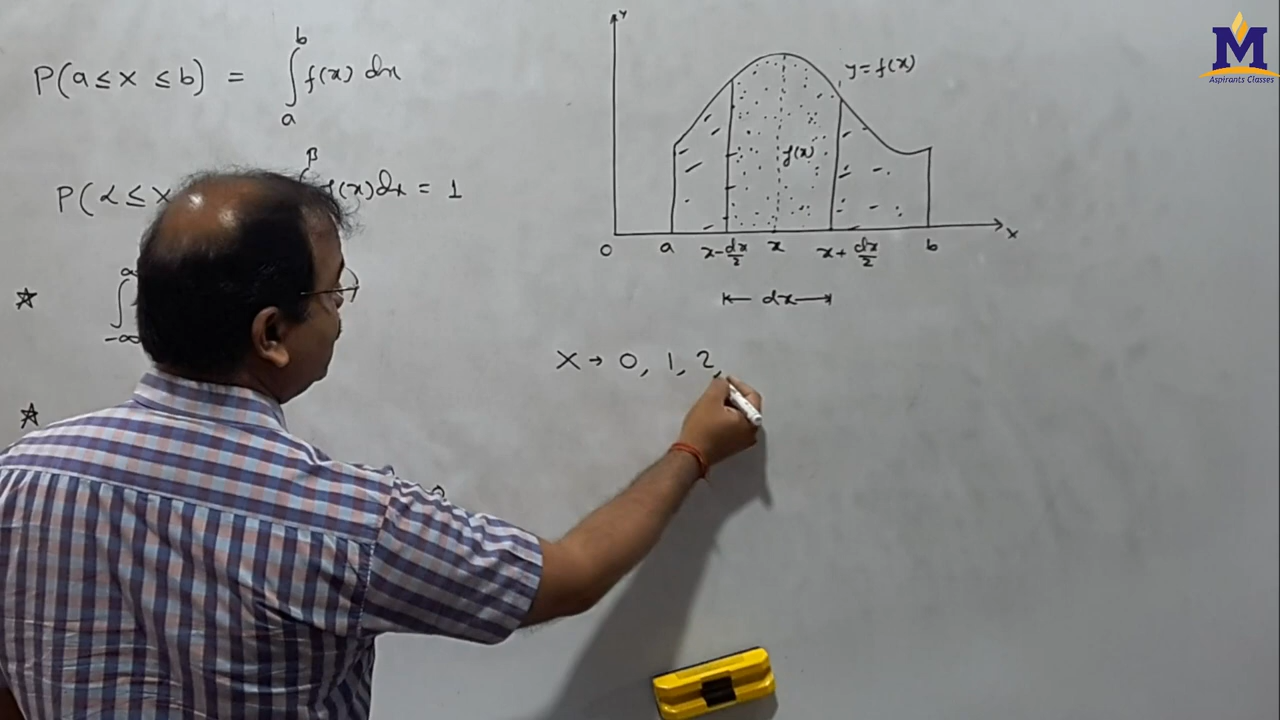 P(a ≤ x ≤ b) = ∫ₐᵇ f(x) dx
P(α ≤ x β f(x)dx = 1
☆ ∫ ∞ -∞
☆
Y
y = f(x)
f(x)
0 a x-dx/2 x x+dx/2 b X
|← dx →|
X → 0, 1, 2,
M
Aspirants Classes